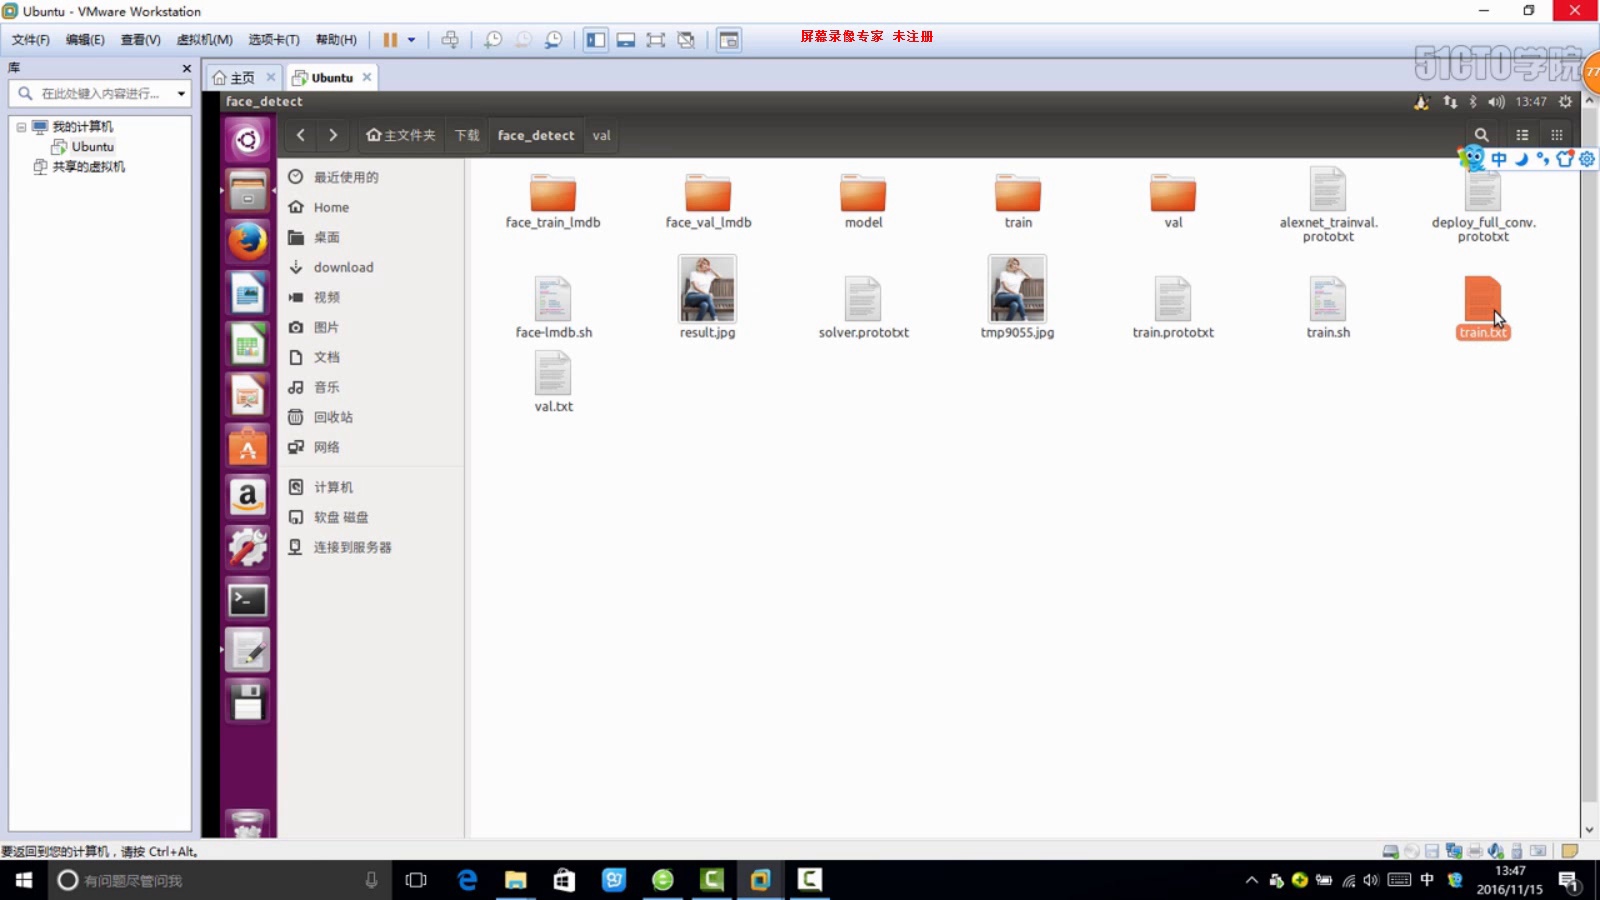 Ubuntu - VMware Workstation
文件(F) 编辑(E) 查看(V) 虚拟机(M) 选项卡(T) 帮助(H)
屏幕录像专家 未注册
51CTO学院
77
库
主页
Ubuntu
在此处键入内容进行...
我的计算机
Ubuntu
共享的虚拟机
face_detect
13:47
主文件夹 下载 face_detect val
中
最近使用的
Home
桌面
download
视频
图片
文档
音乐
回收站
网络
计算机
软盘 磁盘
连接到服务器
face_train_lmdb
face_val_lmdb
model
train
val
alexnet_trainval.
prototxt
deploy_full_conv.
prototxt
face-lmdb.sh
result.jpg
solver.prototxt
tmp9055.jpg
train.prototxt
train.sh
train.txt
val.txt
要返回到您的计算机，请按 Ctrl+Alt。
有问题尽管问我
中
13:47
2016/11/15
1